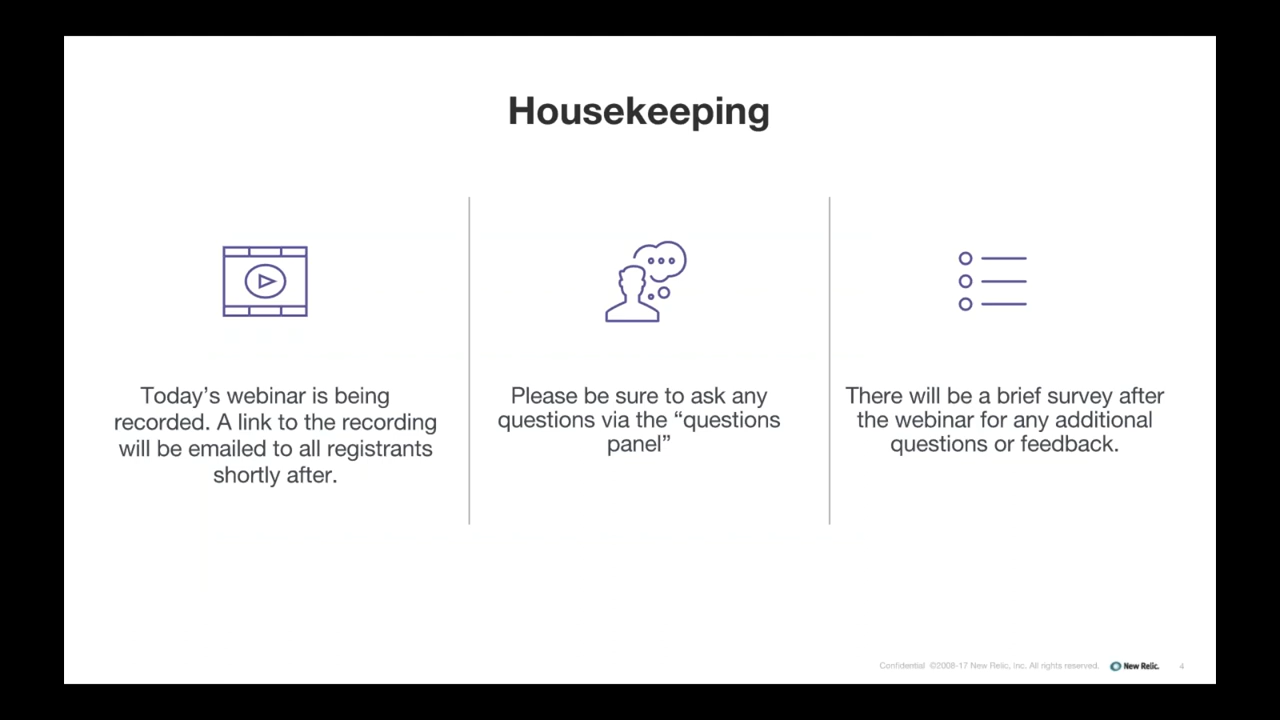 Housekeeping
Today’s webinar is being
recorded. A link to the recording
will be emailed to all registrants
shortly after.
Please be sure to ask any
questions via the “questions
panel”
There will be a brief survey after
the webinar for any additional
questions or feedback.
Confidential ©2008-17 New Relic, Inc. All rights reserved. New Relic. 4